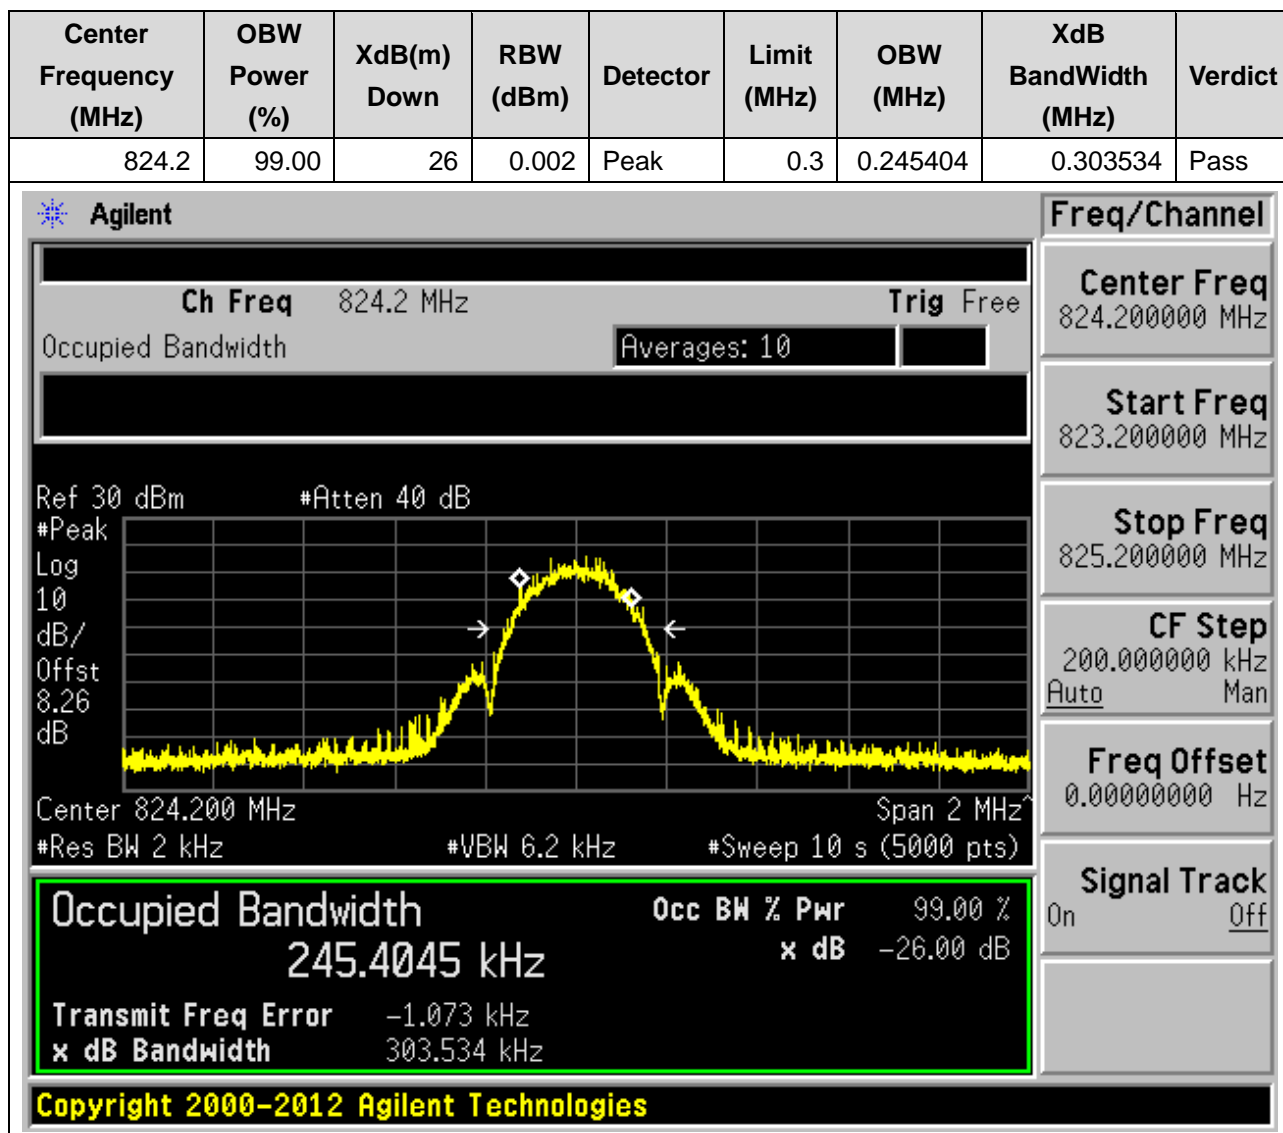 Center Frequency (MHz) OBW Power (%) XdB(m) Down RBW (dBm) Detector Limit (MHz) OBW (MHz) XdB BandWidth (MHz) Verdict
824.2 99.00 26 0.002 Peak 0.3 0.245404 0.303534 Pass
Agilent
Freq/Channel
Ch Freq 824.2 MHz Trig Free
Occupied Bandwidth Averages: 10
Ref 30 dBm #Atten 40 dB
#Peak
Log
10
dB/
Offst
8.26
dB
Center 824.200 MHz Span 2 MHz^
#Res BW 2 kHz #VBW 6.2 kHz #Sweep 10 s (5000 pts)
Occupied Bandwidth Occ BW % Pwr 99.00 %
245.4045 kHz x dB -26.00 dB
Transmit Freq Error -1.073 kHz
x dB Bandwidth 303.534 kHz
Center Freq
824.200000 MHz
Start Freq
823.200000 MHz
Stop Freq
825.200000 MHz
CF Step
200.000000 kHz
Auto Man
Freq Offset
0.00000000 Hz
Signal Track
On Off
Copyright 2000-2012 Agilent Technologies